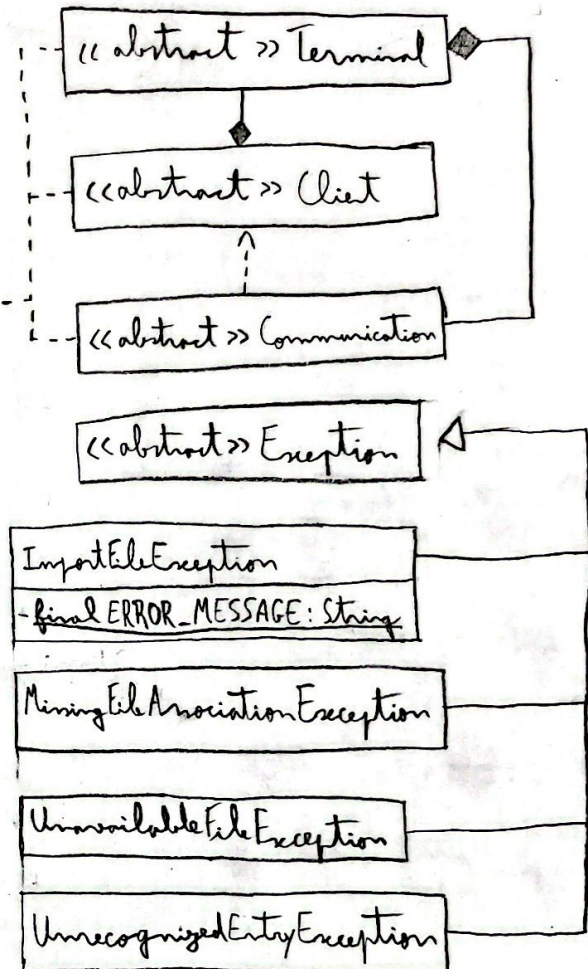 << abstract >> Terminal
<<abstract>> Client
<<abstract>> Communication
<<abstract>> Exception
ImportFileException
- final ERROR_MESSAGE: String
MissingFileAssociationException
UnavailableFileException
UnrecognizedEntryException